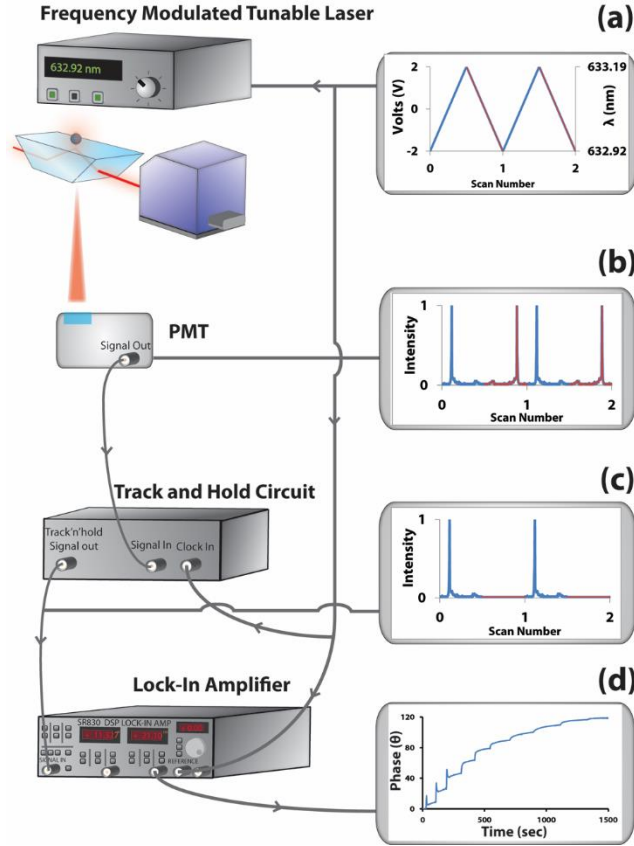 Frequency Modulated Tunable Laser
632.92 nm
(a)
Volts (V)
2
0
-2
633.19
632.92
λ (nm)
0
1
2
Scan Number
(b)
PMT
Signal Out
Intensity
1
0
0
1
2
Scan Number
(c)
Track and Hold Circuit
Track'n'hold
Signal out
Signal In
Clock In
Intensity
1
0
0
1
2
Scan Number
(d)
Lock-In Amplifier
SR830 DSP LOCK-IN AMP
SIGNAL IN
REFERENCE
Phase (θ)
120
80
40
0
0
500
1000
1500
Time (sec)